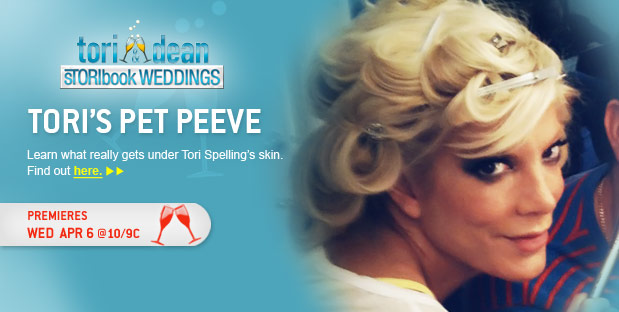 tori & dean
sTORIbook WEDDINGS
TORI'S PET PEEVE
Learn what really gets under Tori Spelling's skin.
Find out here.
PREMIERES
WED APR 6 @10/9C